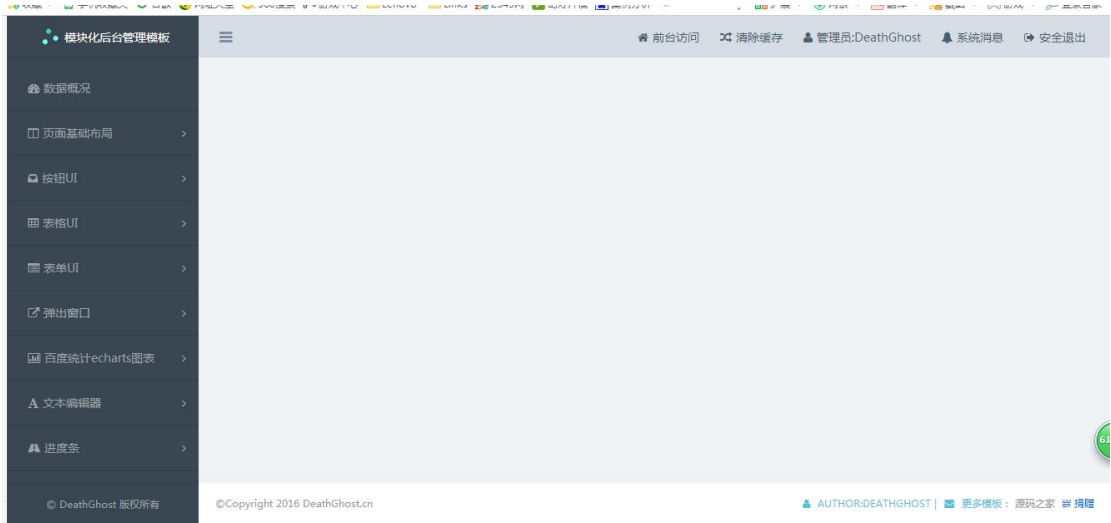 模块化后台管理模板
前台访问 清除缓存 管理员:DeathGhost 系统消息 安全退出
数据概况
页面基础布局
按钮UI
表格UI
表单UI
弹出窗口
百度统计echarts图表
文本编辑器
进度条
61
© DeathGhost 版权所有
©Copyright 2016 DeathGhost.cn
AUTHOR:DEATHGHOST | 更多模板：源码之家 捐赠